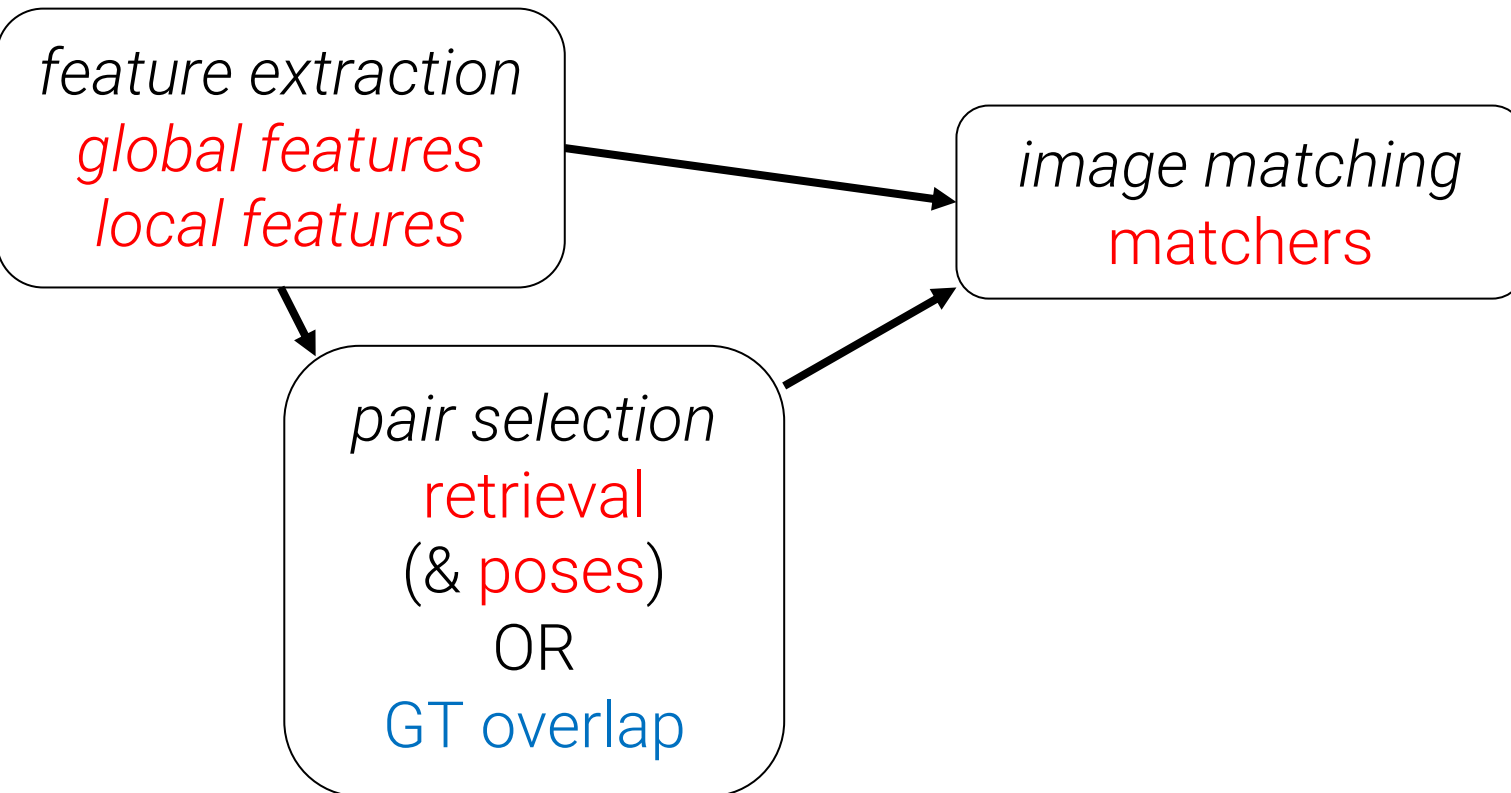 feature extraction
global features
local features
image matching
matchers
pair selection
retrieval
(& poses)
OR
GT overlap